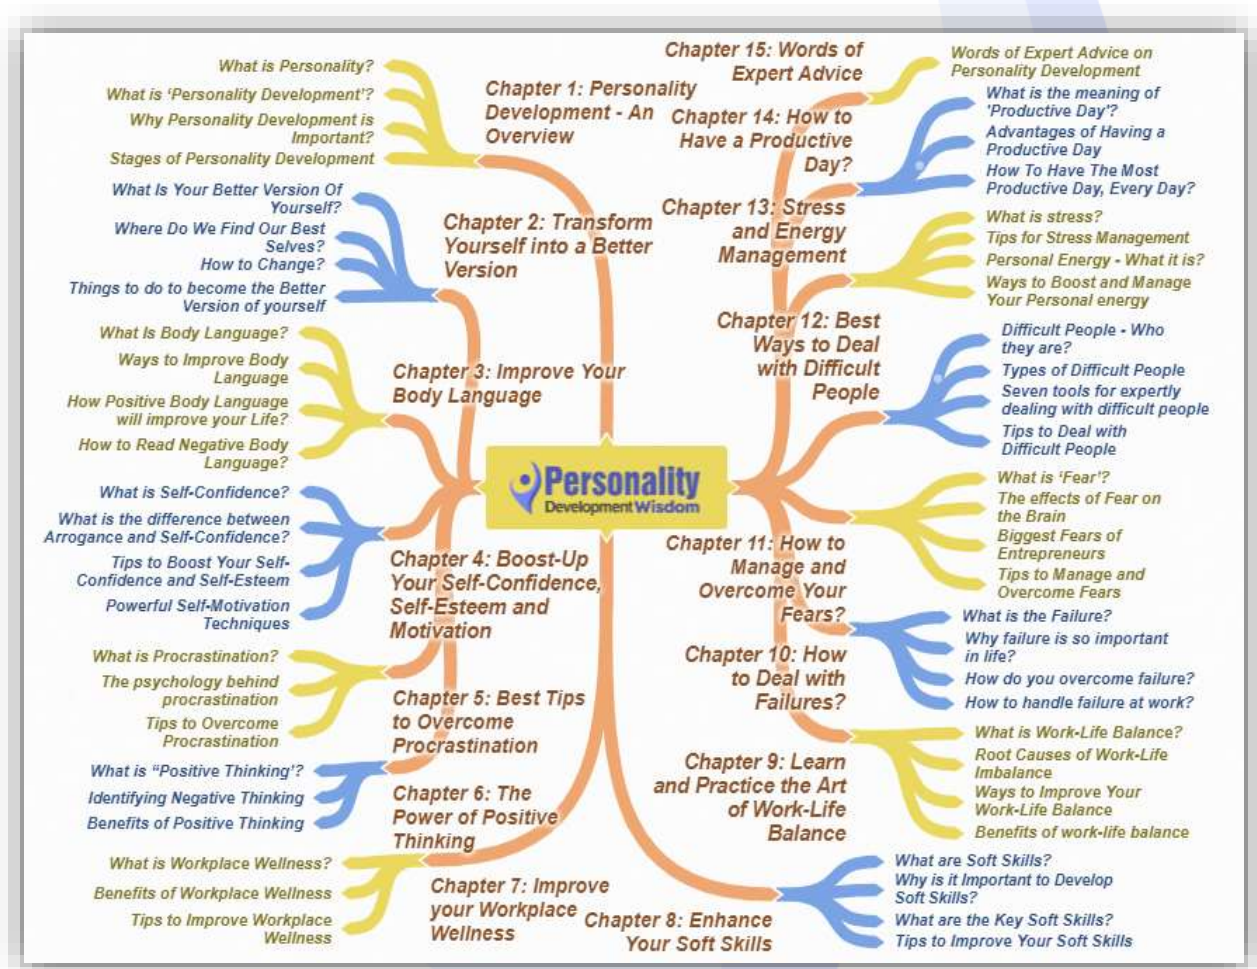 What is Personality?
What is ‘Personality Development’?
Why Personality Development is
Important?
Stages of Personality Development
Chapter 1: Personality
Development - An
Overview
What Is Your Better Version Of
Yourself?
Where Do We Find Our Best
Selves?
How to Change?
Things to do to become the Better
Version of yourself
Chapter 2: Transform
Yourself into a Better
Version
What Is Body Language?
Ways to Improve Body
Language
How Positive Body Language
will improve your Life?
How to Read Negative Body
Language?
Chapter 3: Improve Your
Body Language
What is Self-Confidence?
What is the difference between
Arrogance and Self-Confidence?
Tips to Boost Your Self-
Confidence and Self-Esteem
Powerful Self-Motivation
Techniques
Chapter 4: Boost-Up
Your Self-Confidence,
Self-Esteem and
Motivation
What is Procrastination?
The psychology behind
procrastination
Tips to Overcome
Procrastination
Chapter 5: Best Tips
to Overcome
Procrastination
What is “Positive Thinking’?
Identifying Negative Thinking
Benefits of Positive Thinking
Chapter 6: The
Power of Positive
Thinking
What is Workplace Wellness?
Benefits of Workplace Wellness
Tips to Improve Workplace
Wellness
Chapter 7: Improve
your Workplace
Wellness
Personality
Development Wisdom
Chapter 15: Words of
Expert Advice
Words of Expert Advice on
Personality Development
Chapter 14: How to
Have a Productive
Day?
What is the meaning of
'Productive Day'?
Advantages of Having a
Productive Day
How To Have The Most
Productive Day, Every Day?
Chapter 13: Stress
and Energy
Management
What is stress?
Tips for Stress Management
Personal Energy - What it is?
Ways to Boost and Manage
Your Personal energy
Chapter 12: Best
Ways to Deal
with Difficult
People
Difficult People - Who
they are?
Types of Difficult People
Seven tools for expertly
dealing with difficult people
Tips to Deal with
Difficult People
Chapter 11: How to
Manage and
Overcome Your
Fears?
What is ‘Fear’?
The effects of Fear on
the Brain
Biggest Fears of
Entrepreneurs
Tips to Manage and
Overcome Fears
Chapter 10: How
to Deal with
Failures?
What is the Failure?
Why failure is so important
in life?
How do you overcome failure?
How to handle failure at work?
Chapter 9: Learn
and Practice the Art
of Work-Life
Balance
What is Work-Life Balance?
Root Causes of Work-Life
Imbalance
Ways to Improve Your
Work-Life Balance
Benefits of work-life balance
Chapter 8: Enhance
Your Soft Skills
What are Soft Skills?
Why is it Important to Develop
Soft Skills?
What are the Key Soft Skills?
Tips to Improve Your Soft Skills